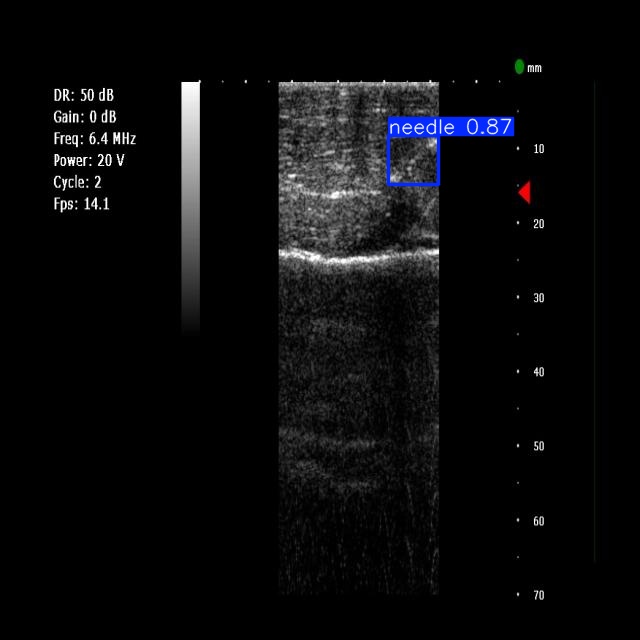 mm
DR: 50 dB
Gain: 0 dB
Freq: 6.4 MHz
Power: 20 V
Cycle: 2
Fps: 14.1
needle 0.87
10
20
30
40
50
60
70